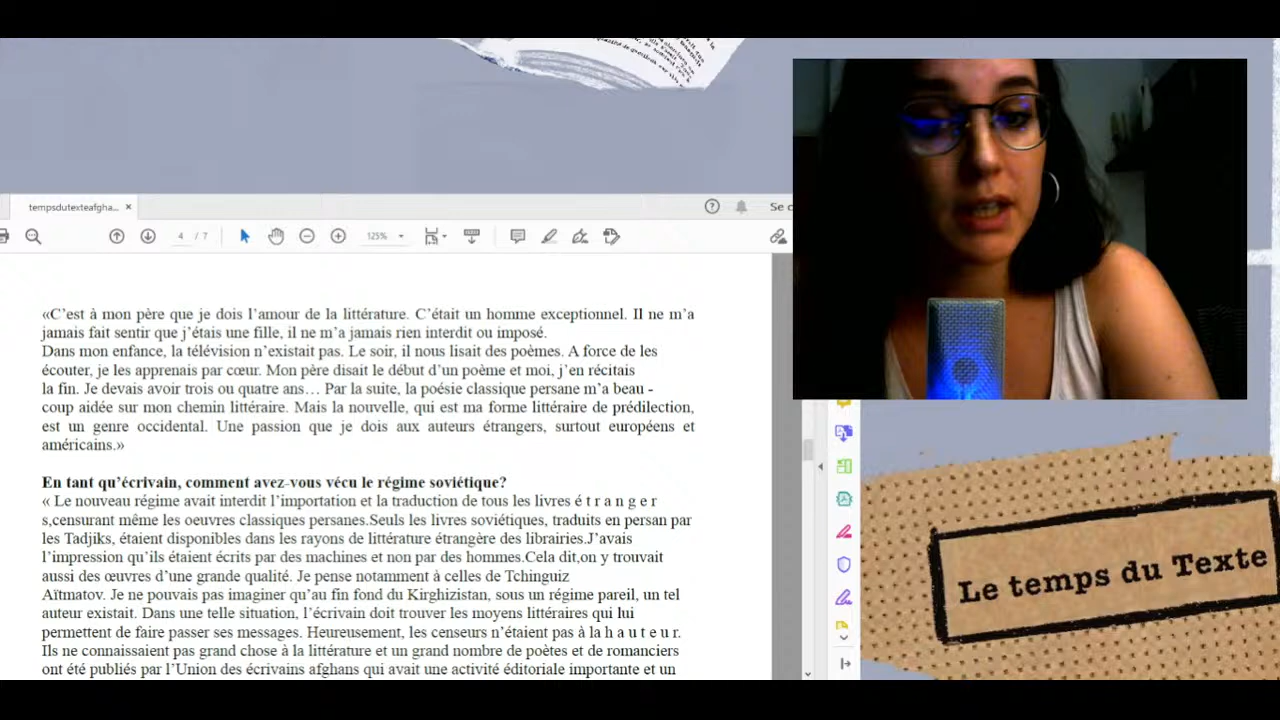 tempsdutexteafgha... ×
Se c
4 / 7
125%
«C'est à mon père que je dois l'amour de la littérature. C'était un homme exceptionnel. Il ne m'a
jamais fait sentir que j'étais une fille, il ne m'a jamais rien interdit ou imposé.
Dans mon enfance, la télévision n'existait pas. Le soir, il nous lisait des poèmes. A force de les
écouter, je les apprenais par cœur. Mon père disait le début d'un poème et moi, j'en récitais
la fin. Je devais avoir trois ou quatre ans… Par la suite, la poésie classique persane m'a beau -
coup aidée sur mon chemin littéraire. Mais la nouvelle, qui est ma forme littéraire de prédilection,
est un genre occidental. Une passion que je dois aux auteurs étrangers, surtout européens et
américains.»
En tant qu'écrivain, comment avez-vous vécu le régime soviétique?
« Le nouveau régime avait interdit l'importation et la traduction de tous les livres é t r a n g e r
s,censurant même les oeuvres classiques persanes.Seuls les livres soviétiques, traduits en persan par
les Tadjiks, étaient disponibles dans les rayons de littérature étrangère des librairies.J'avais
l'impression qu'ils étaient écrits par des machines et non par des hommes.Cela dit,on y trouvait
aussi des œuvres d'une grande qualité. Je pense notamment à celles de Tchinguiz
Aïtmatov. Je ne pouvais pas imaginer qu'au fin fond du Kirghizistan, sous un régime pareil, un tel
auteur existait. Dans une telle situation, l'écrivain doit trouver les moyens littéraires qui lui
permettent de faire passer ses messages. Heureusement, les censeurs n'étaient pas à la h a u t e u r.
Ils ne connaissaient pas grand chose à la littérature et un grand nombre de poètes et de romanciers
ont été publiés par l'Union des écrivains afghans qui avait une activité éditoriale importante et un
Le temps du Texte